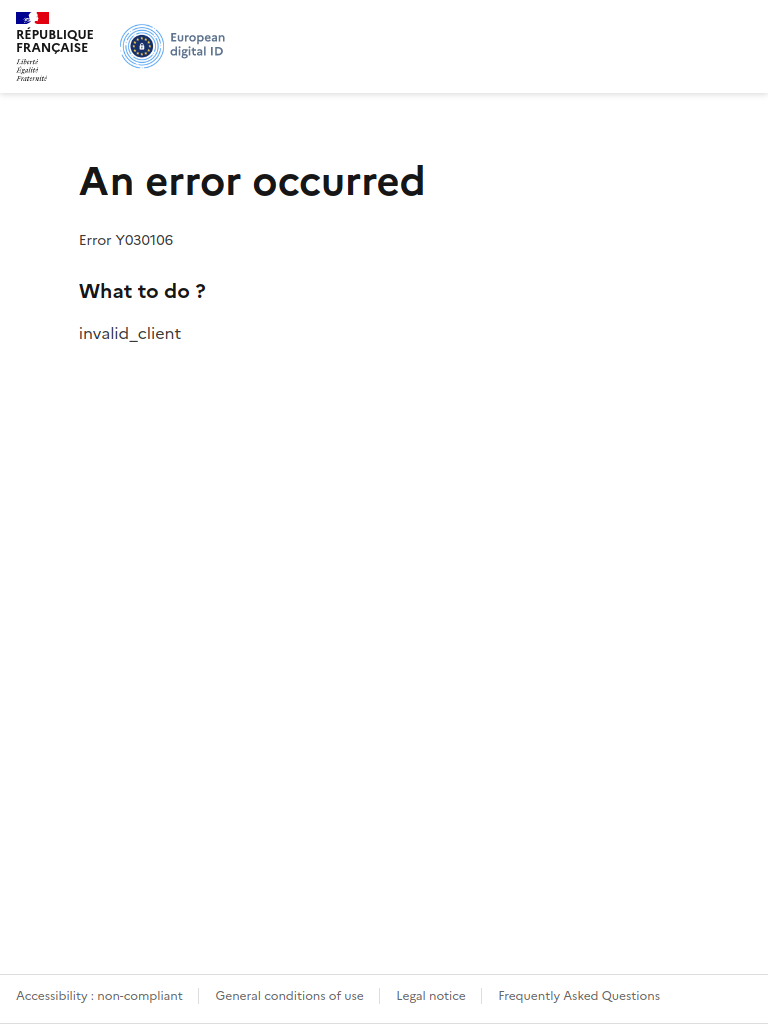 RÉPUBLIQUE
FRANÇAISE
Liberté
Égalité
Fraternité
European
digital ID
An error occurred
Error Y030106
What to do ?
invalid_client
Accessibility : non-compliant
General conditions of use
Legal notice
Frequently Asked Questions